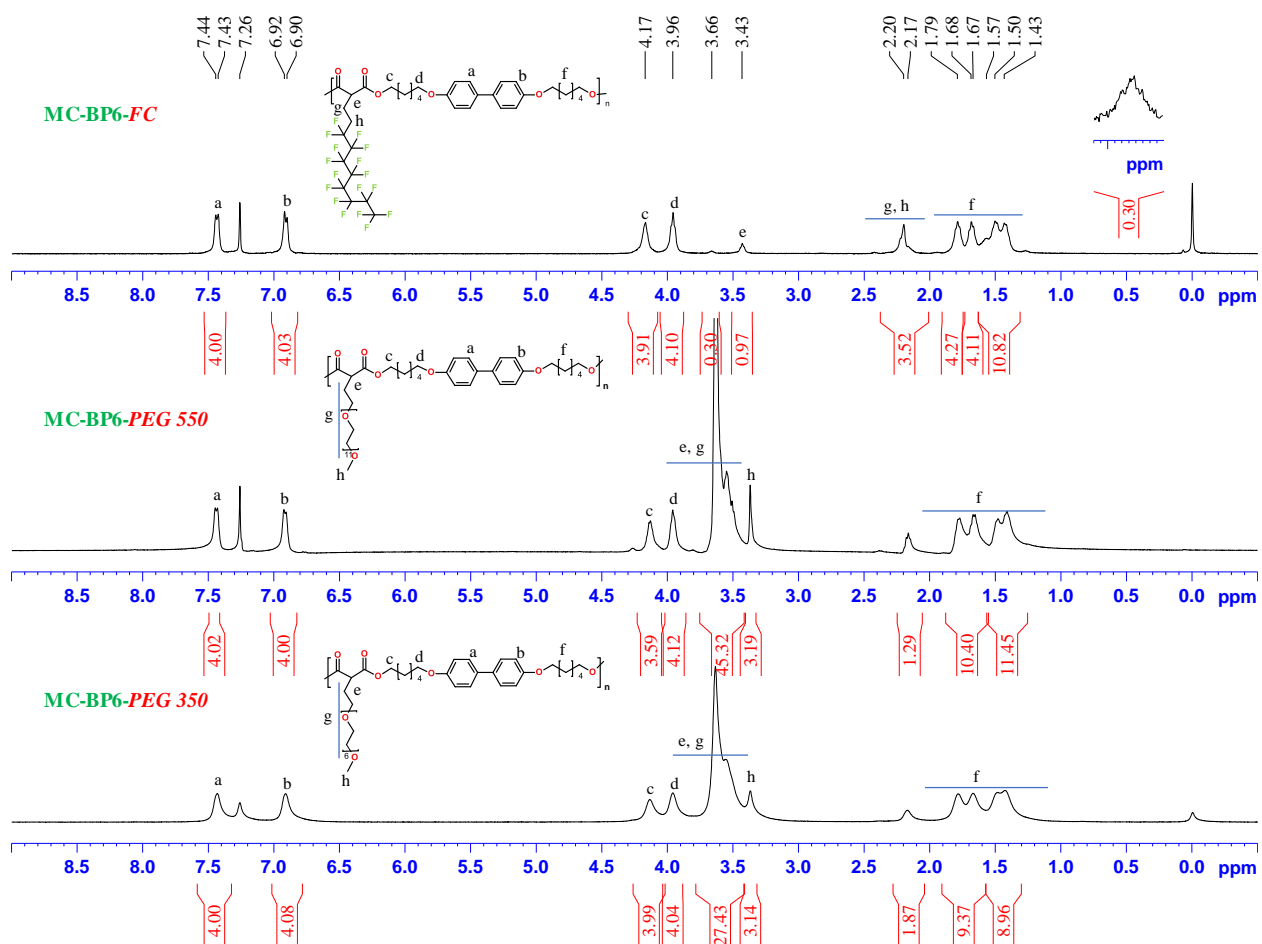 7.44 7.43 7.26 6.92 6.90 4.17 3.96 3.66 3.43 2.20 2.17 1.79 1.68 1.67 1.57 1.50 1.43
O O c d a b f
O 4 O O 4 O n
e
g h
MC-BP6-FC
F F F F F F F F F F F F F F F F F
ppm
0.30
a b c d e g, h f
8.5 8.0 7.5 7.0 6.5 6.0 5.5 5.0 4.5 4.0 3.5 3.0 2.5 2.0 1.5 1.0 0.5 0.0 ppm
4.00 4.03 3.91 4.10 0.30 0.97 3.52 4.27 4.11 10.82
O O c d a b f
O 4 O O 4 O n
e
g
MC-BP6-PEG 550
O
11 O
h
a b c d e, g h f
8.5 8.0 7.5 7.0 6.5 6.0 5.5 5.0 4.5 4.0 3.5 3.0 2.5 2.0 1.5 1.0 0.5 0.0 ppm
4.02 4.00 3.59 4.12 45.32 3.19 1.29 10.40 11.45
O O c d a b f
O 4 O O 4 O n
e
g
MC-BP6-PEG 350
O
6 O
h
a b c d e, g h f
8.5 8.0 7.5 7.0 6.5 6.0 5.5 5.0 4.5 4.0 3.5 3.0 2.5 2.0 1.5 1.0 0.5 0.0 ppm
4.00 4.08 3.99 4.04 27.43 3.14 1.87 9.37 8.96